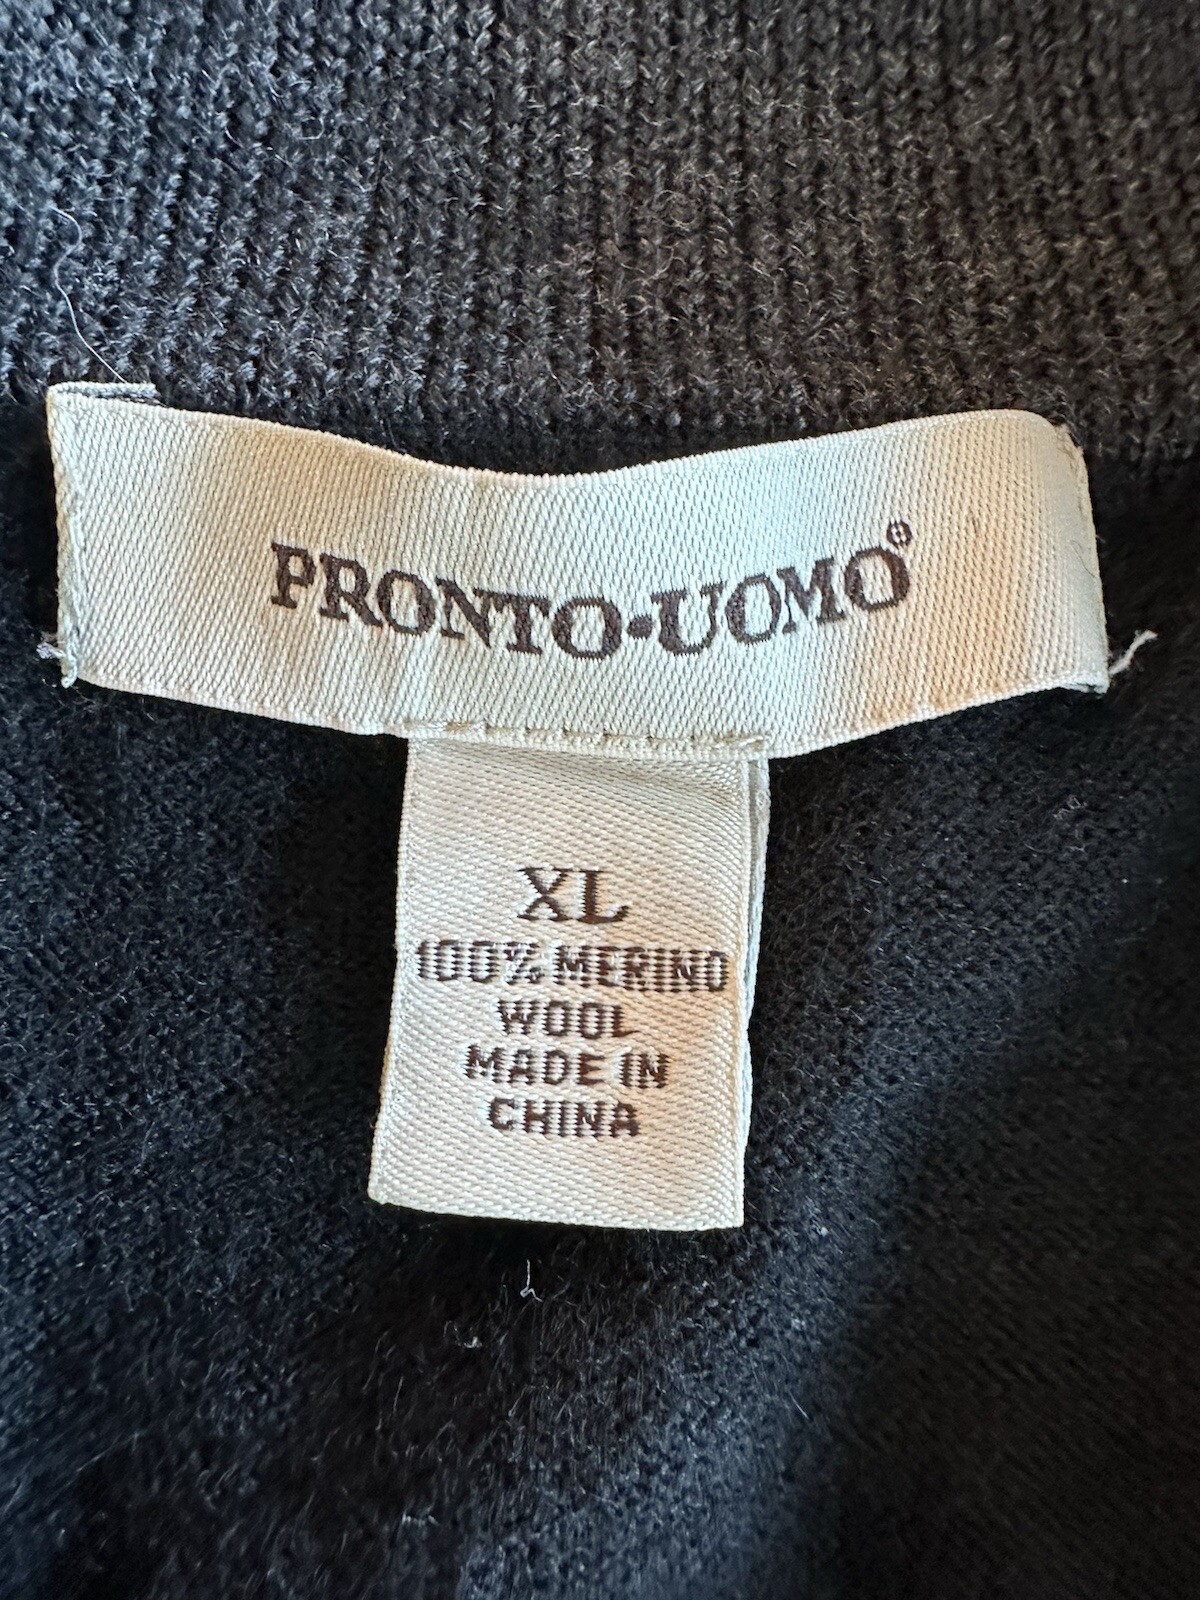 PRONTO•UOMO®
XL
100% MERINO
WOOL
MADE IN
CHINA